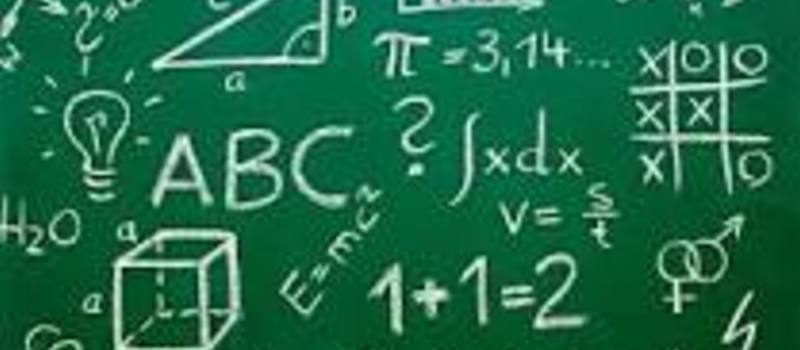 b
a
π =3,14...
X O O
X X
X O
ABC
?
∫xdx
v= s/t
H₂O
a
a
E=mc²
1+1=2